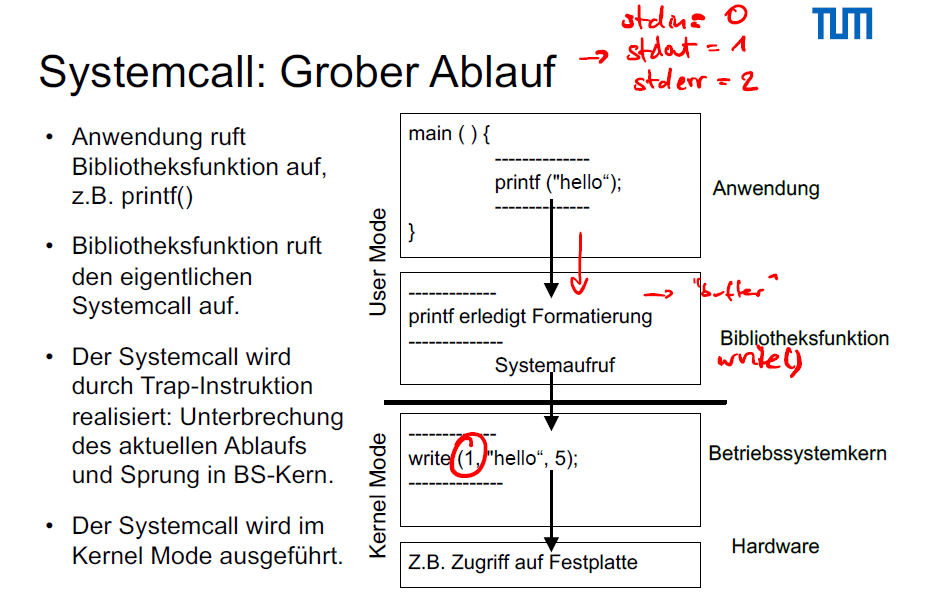 stdin = 0
→ stdout = 1
stderr = 2
TUM
Systemcall: Grober Ablauf
• Anwendung ruft
Bibliotheksfunktion auf,
z.B. printf()
• Bibliotheksfunktion ruft
den eigentlichen
Systemcall auf.
• Der Systemcall wird
durch Trap-Instruktion
realisiert: Unterbrechung
des aktuellen Ablaufs
und Sprung in BS-Kern.
• Der Systemcall wird im
Kernel Mode ausgeführt.
User Mode
Kernel Mode
main ( ) {
--------------
printf ("hello“);
--------------
}
Anwendung
-------------
printf erledigt Formatierung
--------------
Systemaufruf
→ "buffer"
Bibliotheksfunktion
write()
-------------
write (1, "hello“, 5);
--------------
Betriebssystemkern
Z.B. Zugriff auf Festplatte
Hardware